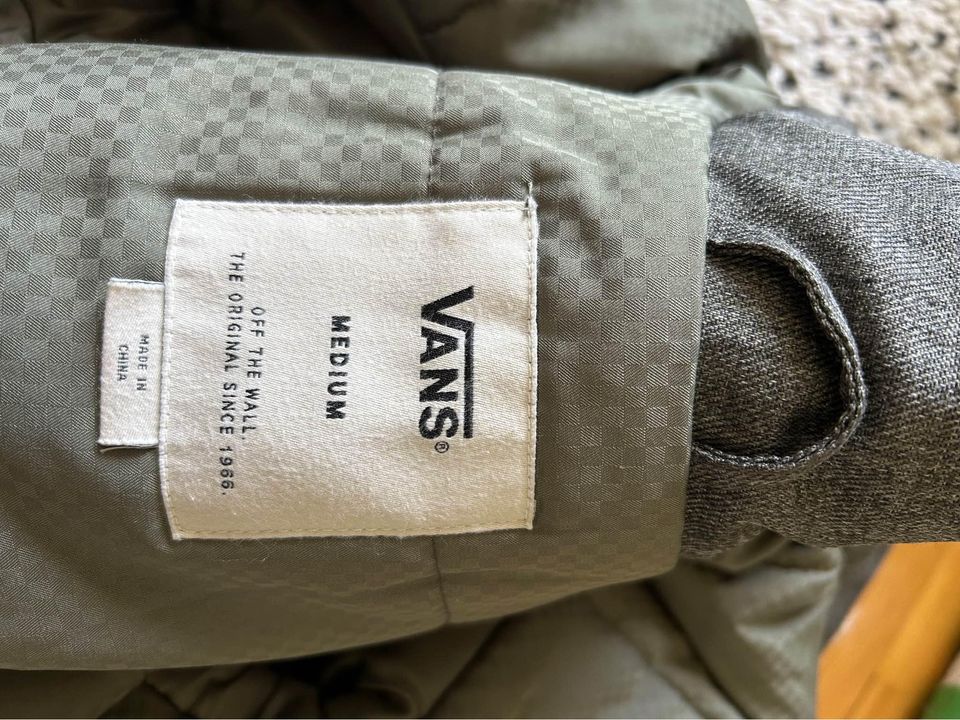 VANS®
MEDIUM
OFF THE WALL.
THE ORIGINAL SINCE 1966.
MADE IN
CHINA